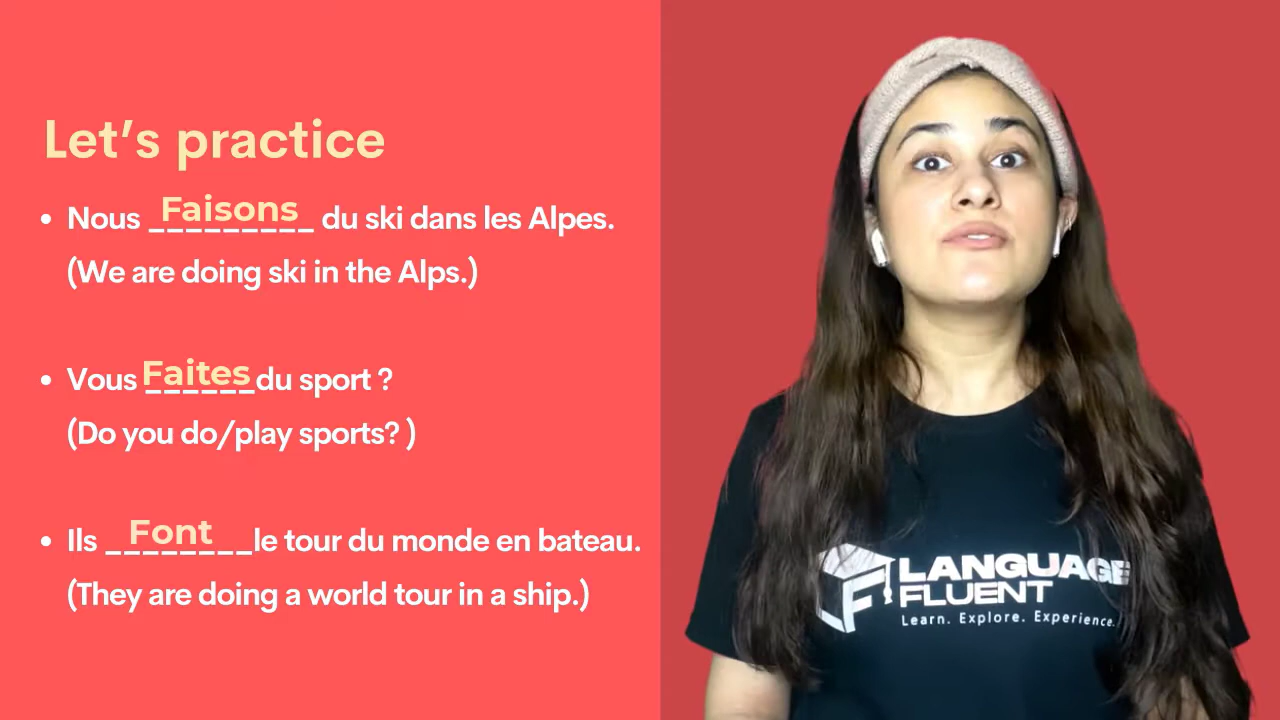 Let's practice
• Nous Faisons du ski dans les Alpes.
(We are doing ski in the Alps.)
• Vous Faites du sport ?
(Do you do/play sports? )
• Ils Font le tour du monde en bateau.
(They are doing a world tour in a ship.)
LANGUAGE
FLUENT
Learn. Explore. Experience.